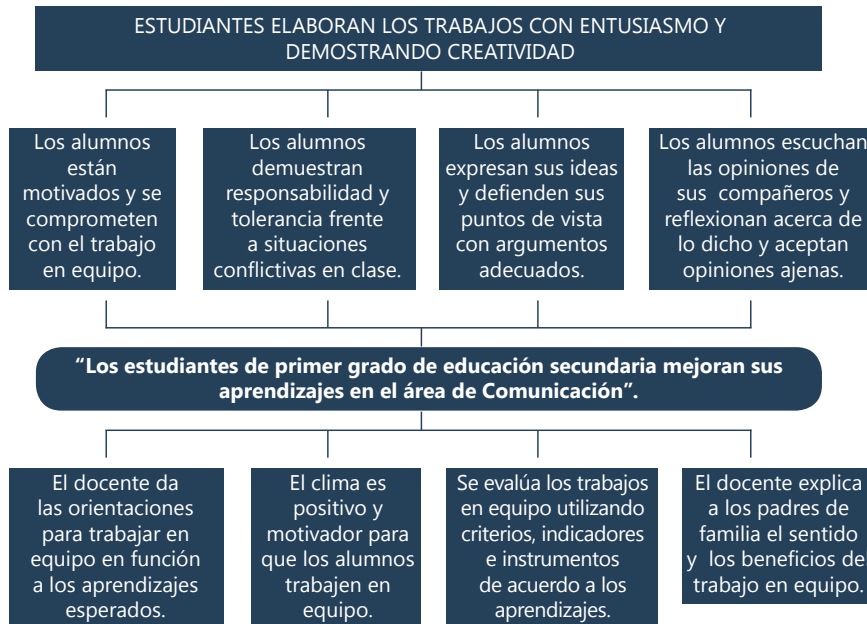 ESTUDIANTES ELABORAN LOS TRABAJOS CON ENTUSIASMO Y
DEMOSTRANDO CREATIVIDAD
Los alumnos
están
motivados y se
comprometen
con el trabajo
en equipo.
Los alumnos
demuestran
responsabilidad y
tolerancia frente
a situaciones
conflictivas en clase.
Los alumnos
expresan sus ideas
y defienden sus
puntos de vista
con argumentos
adecuados.
Los alumnos escuchan
las opiniones de
sus compañeros y
reflexionan acerca de
lo dicho y aceptan
opiniones ajenas.
“Los estudiantes de primer grado de educación secundaria mejoran sus
aprendizajes en el área de Comunicación”.
El docente da
las orientaciones
para trabajar en
equipo en función
a los aprendizajes
esperados.
El clima es
positivo y
motivador para
que los alumnos
trabajen en
equipo.
Se evalúa los trabajos
en equipo utilizando
criterios, indicadores
e instrumentos
de acuerdo a los
aprendizajes.
El docente explica
a los padres de
familia el sentido
y los beneficios del
trabajo en equipo.